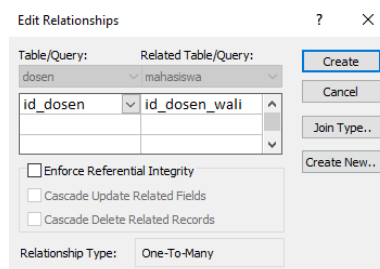 Edit Relationships ? ×
Table/Query: Related Table/Query:
dosen mahasiswa
id_dosen id_dosen_wali
Enforce Referential Integrity
Cascade Update Related Fields
Cascade Delete Related Records
Relationship Type: One-To-Many
Create
Cancel
Join Type..
Create New..